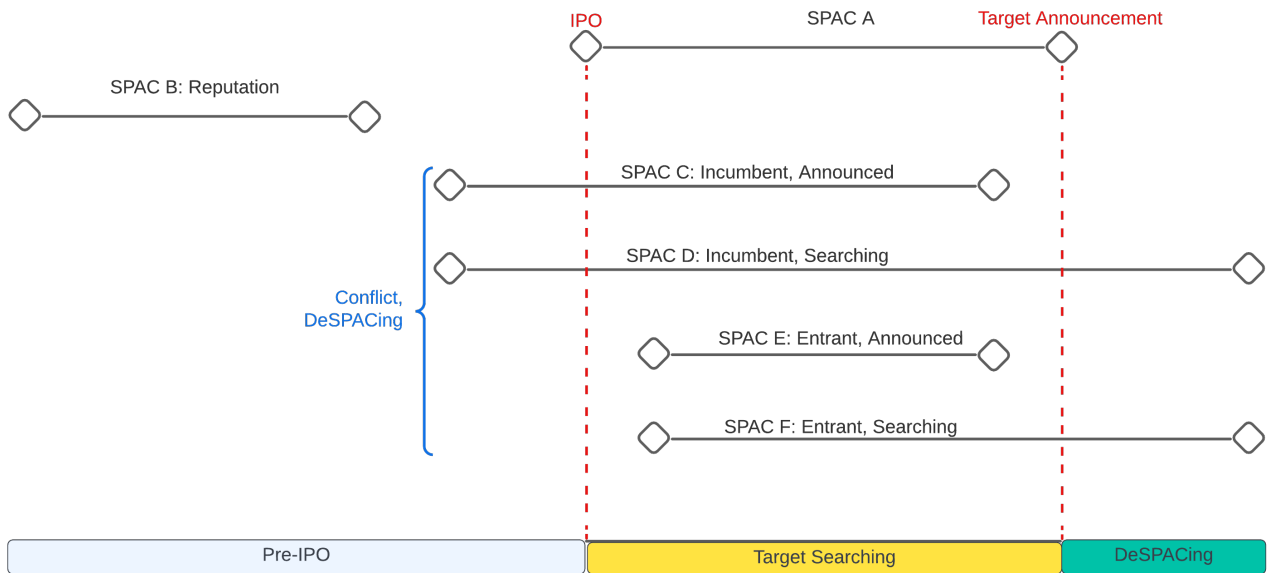 IPO
SPAC A
Target Announcement
SPAC B: Reputation
SPAC C: Incumbent, Announced
SPAC D: Incumbent, Searching
Conflict,
DeSPACing
SPAC E: Entrant, Announced
SPAC F: Entrant, Searching
Pre-IPO
Target Searching
DeSPACing